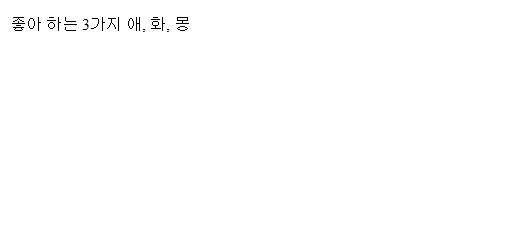 좋아 하는 3가지 애, 화, 몽